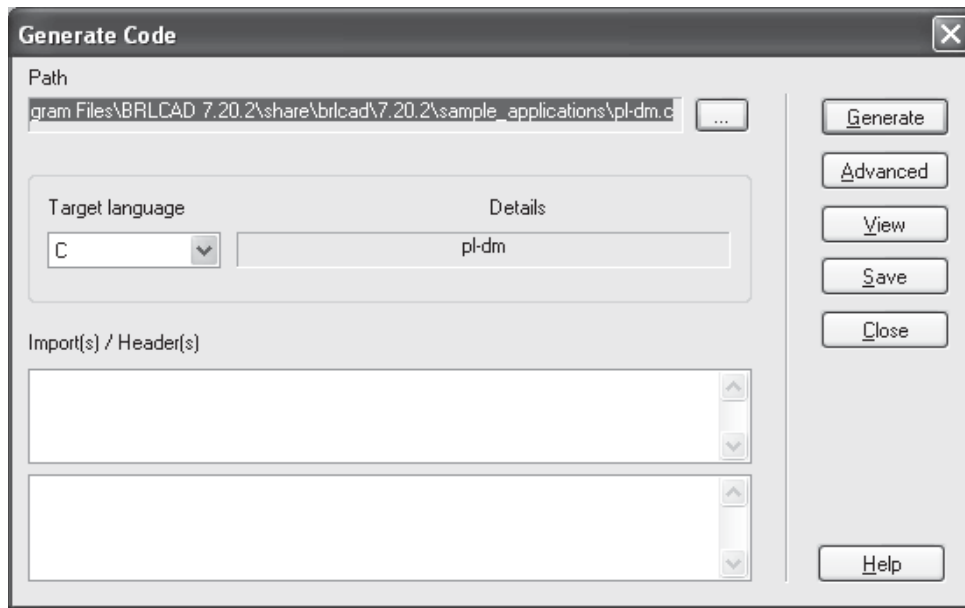 Generate Code
Path
gram Files\BRLCAD 7.20.2\share\brlcad\7.20.2\sample_applications\pl-dm.c
...
Generate
Advanced
Target language
Details
View
C
pl-dm
Save
Close
Import(s) / Header(s)
Help